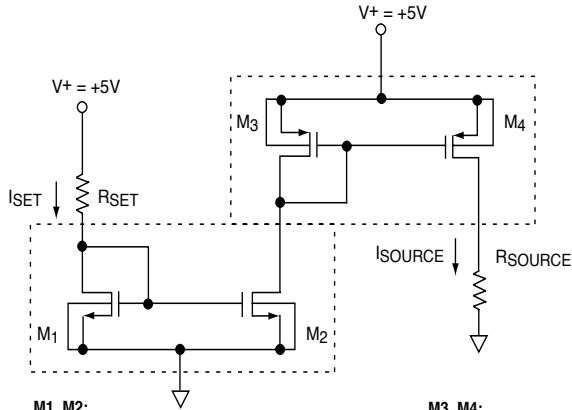 V+ = +5V
V+ = +5V
M3
M4
ISET
RSET
ISOURCE
RSOURCE
M1
M2
M1, M2:
M3, M4: